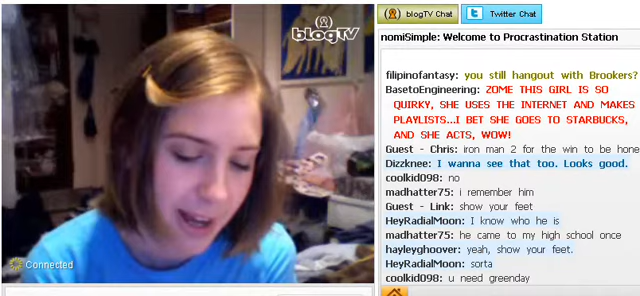 blogTV
Connected
blogTV Chat
Twitter Chat
nomiSimple: Welcome to Procrastination Station
filipinofantasy: you still hangout with Brookers?
BasetoEngineering: ZOME THIS GIRL IS SO
QUIRKY, SHE USES THE INTERNET AND MAKES
PLAYLISTS...I BET SHE GOES TO STARBUCKS,
AND SHE ACTS, WOW!
Guest - Chris: iron man 2 for the win to be hone
Dizzknee: I wanna see that too. Looks good.
coolkid098: no
madhatter75: i remember him
Guest - Link: show your feet
HeyRadialMoon: I know who he is
madhatter75: he came to my high school once
hayleyghoover: yeah, show your feet.
HeyRadialMoon: sorta
coolkid098: u need greenday